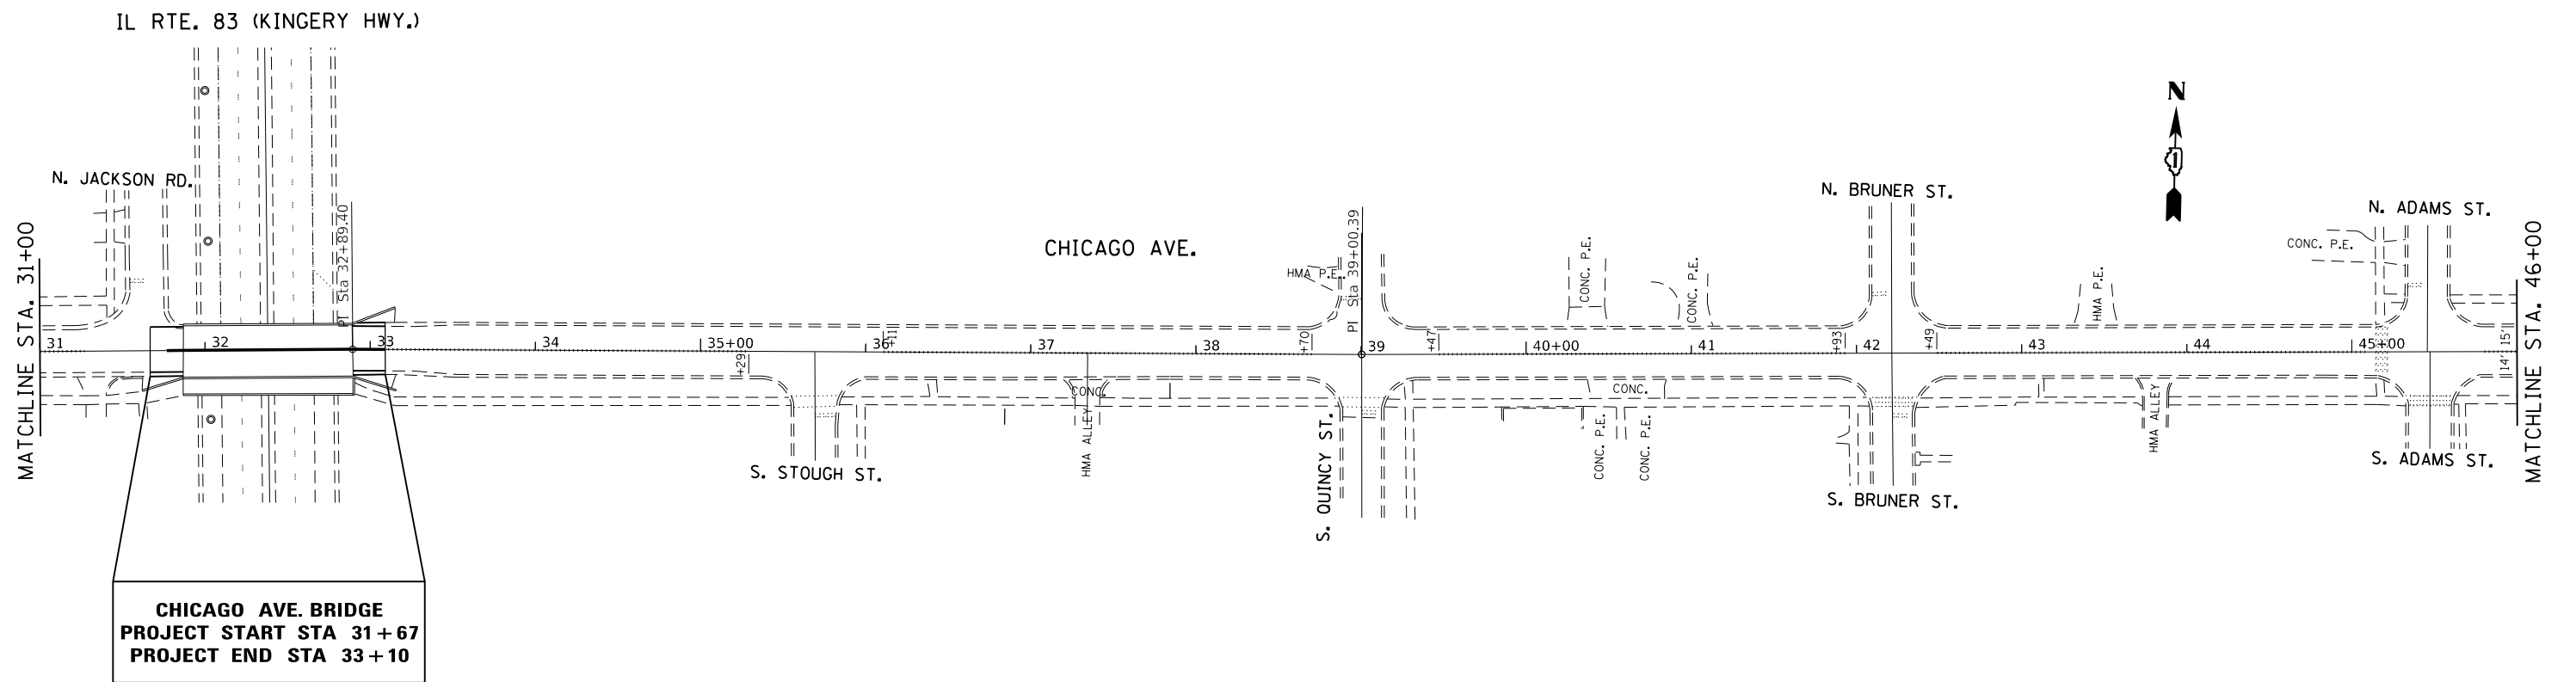 IL RTE. 83 (KINGERY HWY.)
N
1
N. JACKSON RD.
N. BRUNER ST.
N. ADAMS ST.
CHICAGO AVE.
CONC. P.E.
MATCHLINE STA. 31+00
PI Sta 32+89.40
HMA P.E.
PI Sta 39+00.39
CONC. P.E.
CONC. P.E.
HMA P.E.
MATCHLINE STA. 46+00
31
32
33
34
35+00
36
37
38
39
40+00
41
42
43
44
45+00
+29
+11
+70
+47
+93
+49
14' 15'
CONC.
CONC.
HMA ALLEY
CONC. P.E.
CONC. P.E.
HMA ALLEY
S. STOUGH ST.
S. QUINCY ST.
S. BRUNER ST.
S. ADAMS ST.
CHICAGO AVE. BRIDGE
PROJECT START STA 31+67
PROJECT END STA 33+10